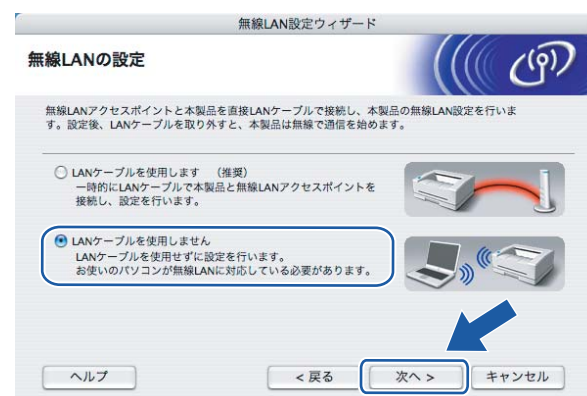 無線LAN設定ウィザード
無線LANの設定
無線LANアクセスポイントと本製品を直接LANケーブルで接続し、本製品の無線LAN設定を行いま
す。設定後、LANケーブルを取り外すと、本製品は無線で通信を始めます。
LANケーブルを使用します （推奨）
一時的にLANケーブルで本製品と無線LANアクセスポイントを
接続し、設定を行います。
LANケーブルを使用しません
LANケーブルを使用せずに設定を行います。
お使いのパソコンが無線LANに対応している必要があります。
ヘルプ
< 戻る
次へ >
キャンセル